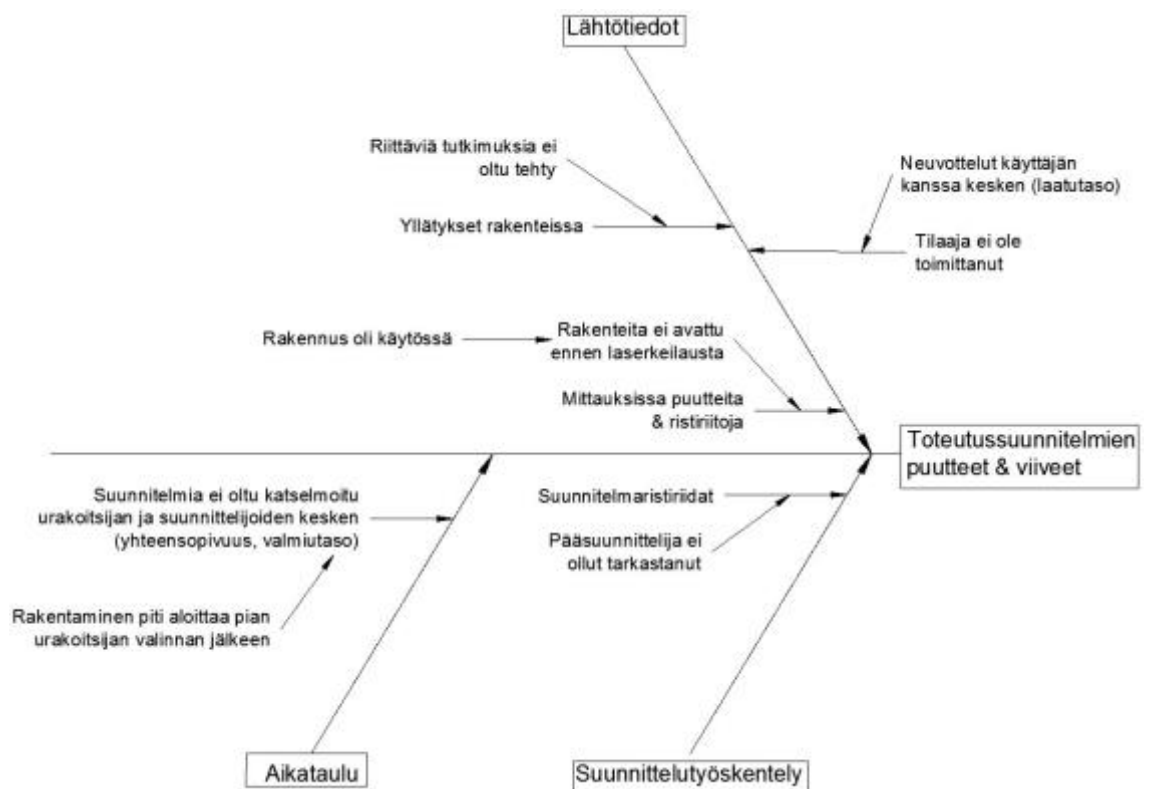 Lähtötiedot
Riittäviä tutkimuksia ei
oltu tehty
Neuvottelut käyttäjän
kanssa kesken (laatutaso)
Yllätykset rakenteissa
Tilaaja ei ole
toimittanut
Rakennus oli käytössä
Rakenteita ei avattu
ennen laserkeilausta
Mittauksissa puutteita
& ristiriitoja
Toteutussuunnitelmien
puutteet & viiveet
Suunnitelmia ei oltu katselmoitu
urakoitsijan ja suunnittelijoiden kesken
(yhteensopivuus, valmiutaso)
Suunnitelmaristiriidat
Pääsuunnittelija ei
ollut tarkastanut
Rakentaminen piti aloittaa pian
urakoitsijan valinnan jälkeen
Aikataulu
Suunnittelutyöskentely